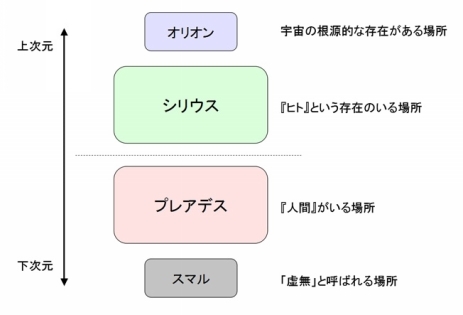 オリオン
宇宙の根源的な存在がある場所
上次元
シリウス
『ヒト』という存在のいる場所
プレアデス
『人間』がいる場所
下次元
スマル
「虚無」と呼ばれる場所